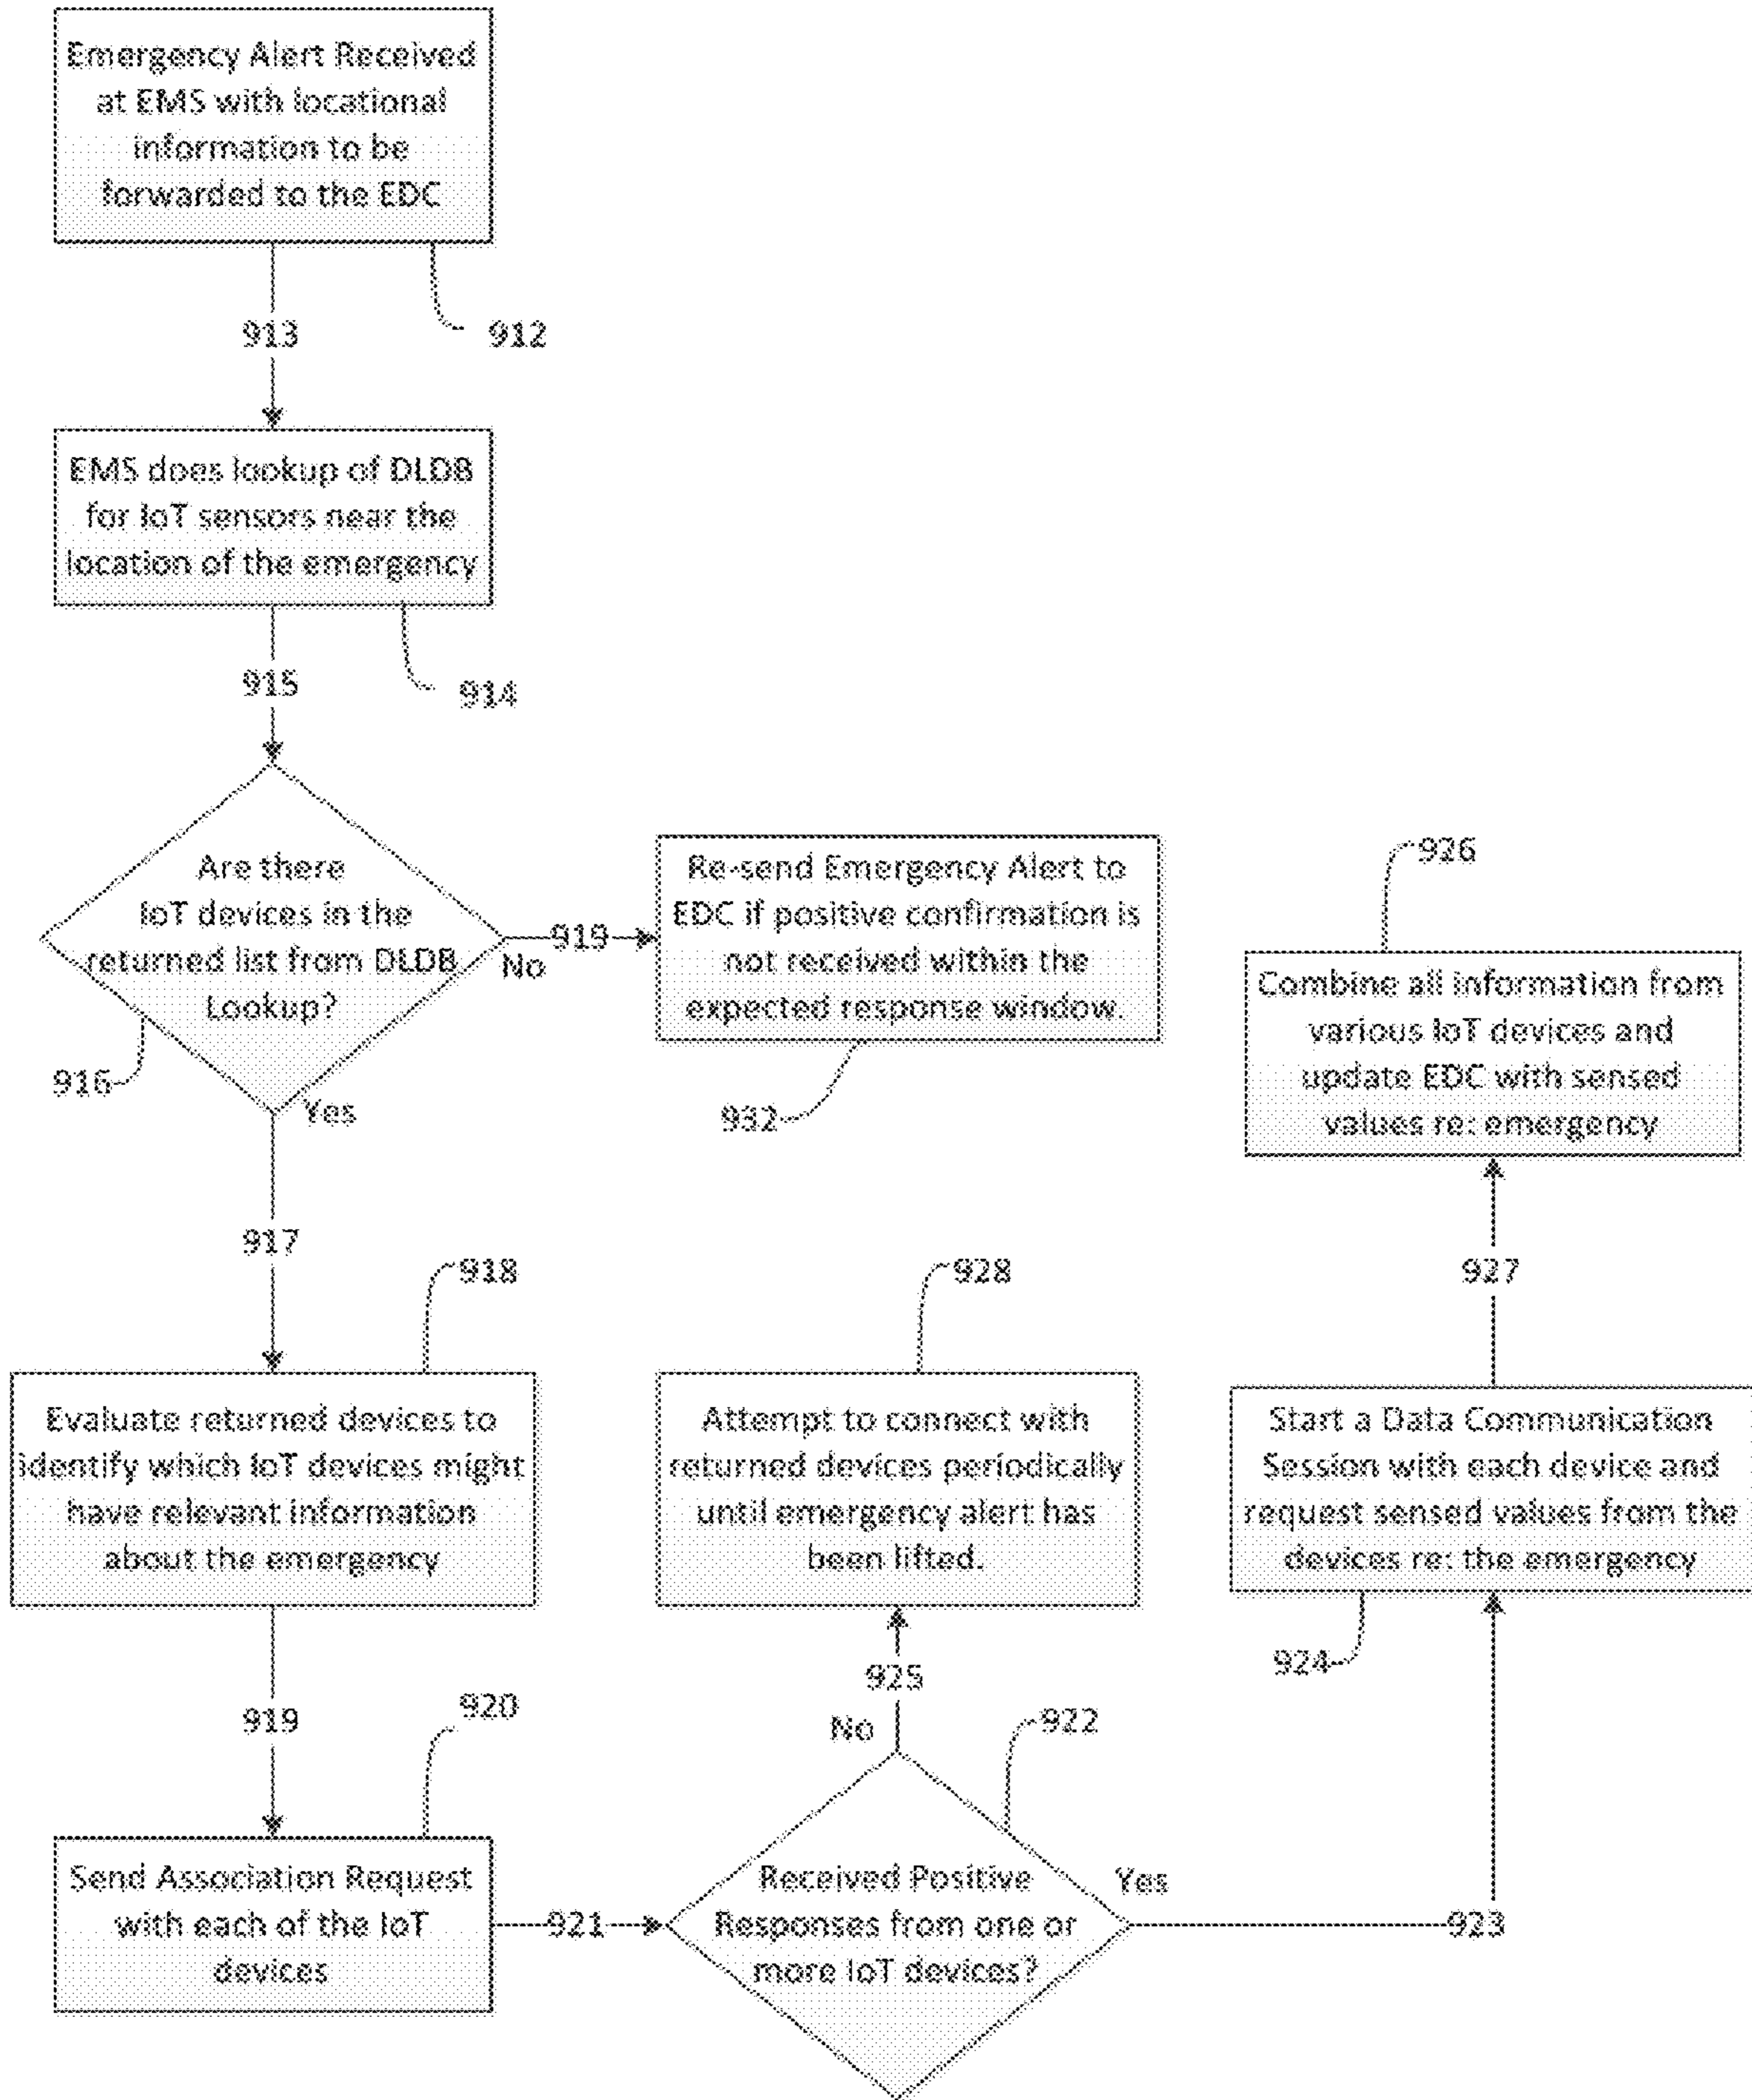 Emergency Alert Received
at EMS with locational
information to be
forwarded to the EDC
913
912
EMS does lookup of DLDB
for IoT sensors near the
location of the emergency
915
914
Are there
IoT devices in the
returned list from DLDB
Lookup?
916
Yes
919
No
Re-send Emergency Alert to
EDC if positive confirmation is
not received within the
expected response window.
932
926
Combine all information from
various IoT devices and
update EDC with sensed
values re: emergency
917
918
928
927
Evaluate returned devices to
identify which IoT devices might
have relevant information
about the emergency
Attempt to connect with
returned devices periodically
until emergency alert has
been lifted.
Start a Data Communication
Session with each device and
request sensed values from the
devices re: the emergency
924
919
920
925
No
922
Send Association Request
with each of the IoT
devices
921
Received Positive
Responses from one or
more IoT devices?
Yes
923